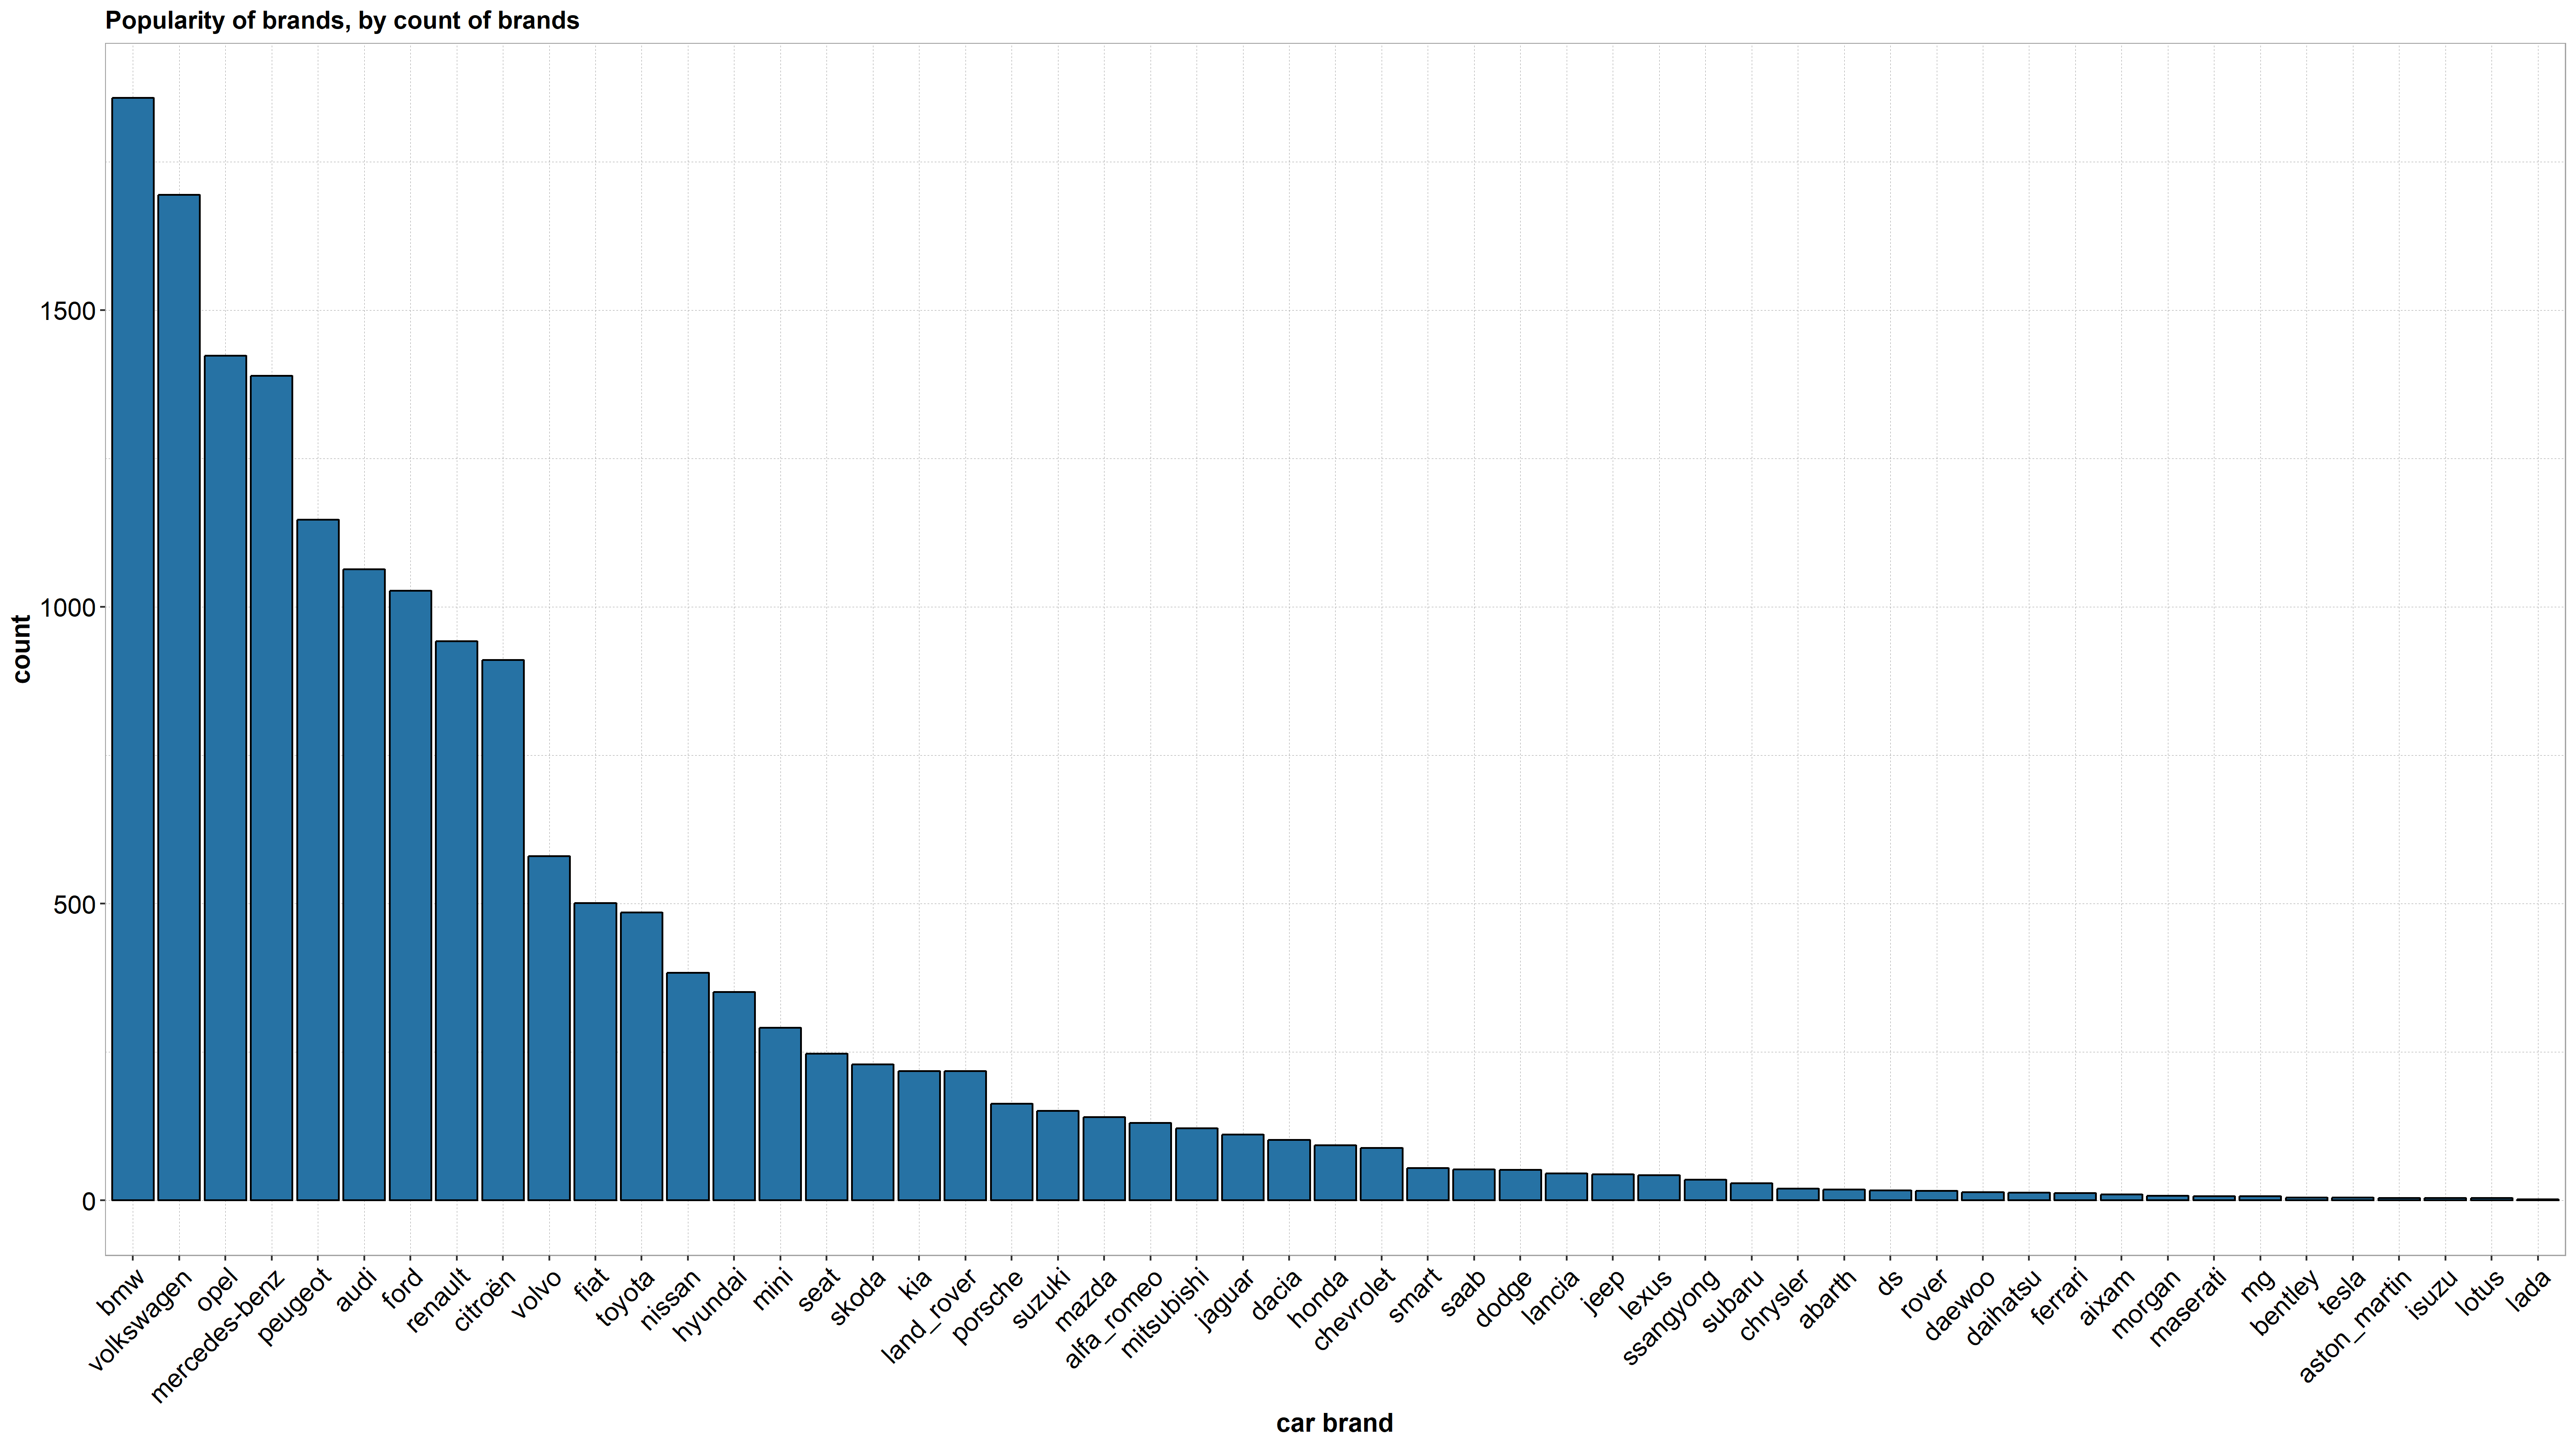 Popularity of brands, by count of brands
1500
1000
500
0
count
bmw
volkswagen
opel
mercedes-benz
peugeot
audi
ford
renault
citroën
volvo
fiat
toyota
nissan
hyundai
mini
seat
skoda
kia
land_rover
porsche
suzuki
mazda
alfa_romeo
mitsubishi
jaguar
dacia
honda
chevrolet
smart
saab
dodge
lancia
jeep
lexus
ssangyong
subaru
chrysler
abarth
ds
rover
daewoo
daihatsu
ferrari
aixam
morgan
maserati
mg
bentley
tesla
aston_martin
isuzu
lotus
lada
car brand